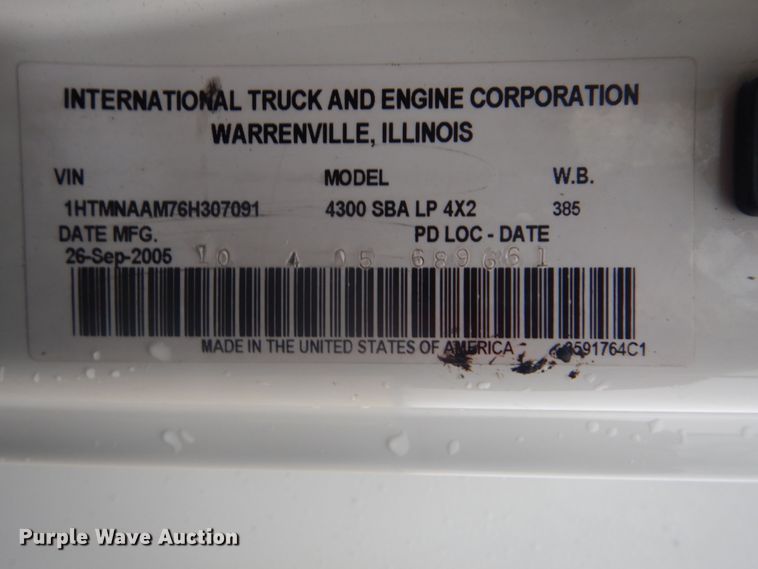 INTERNATIONAL TRUCK AND ENGINE CORPORATION
WARRENVILLE, ILLINOIS
VIN MODEL W.B.
1HTMNAAM76H307091 4300 SBA LP 4X2 385
DATE MFG. PD LOC - DATE
26-Sep-2005 10 4 05 689661
MADE IN THE UNITED STATES OF AMERICA 3591764C1
Purple Wave Auction